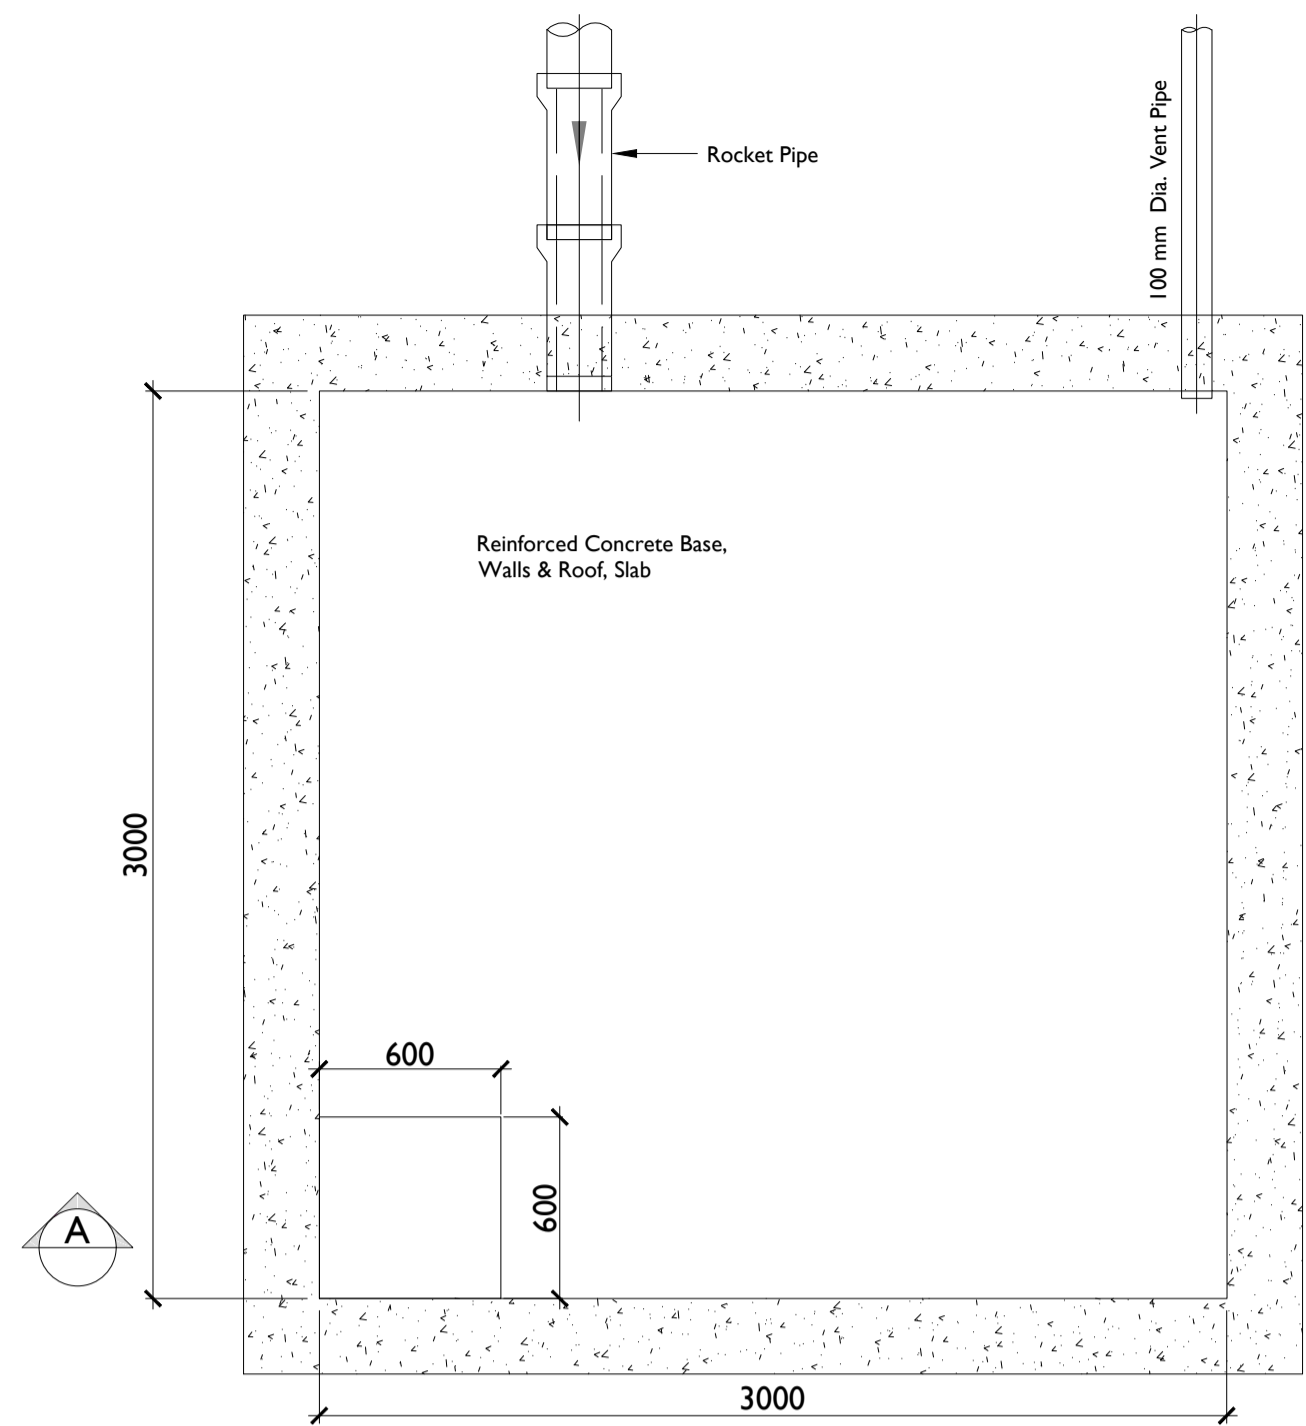 100 mm Dia. Vent Pipe
Rocket Pipe
Reinforced Concrete Base,
Walls & Roof, Slab
3000
600
600
A
3000